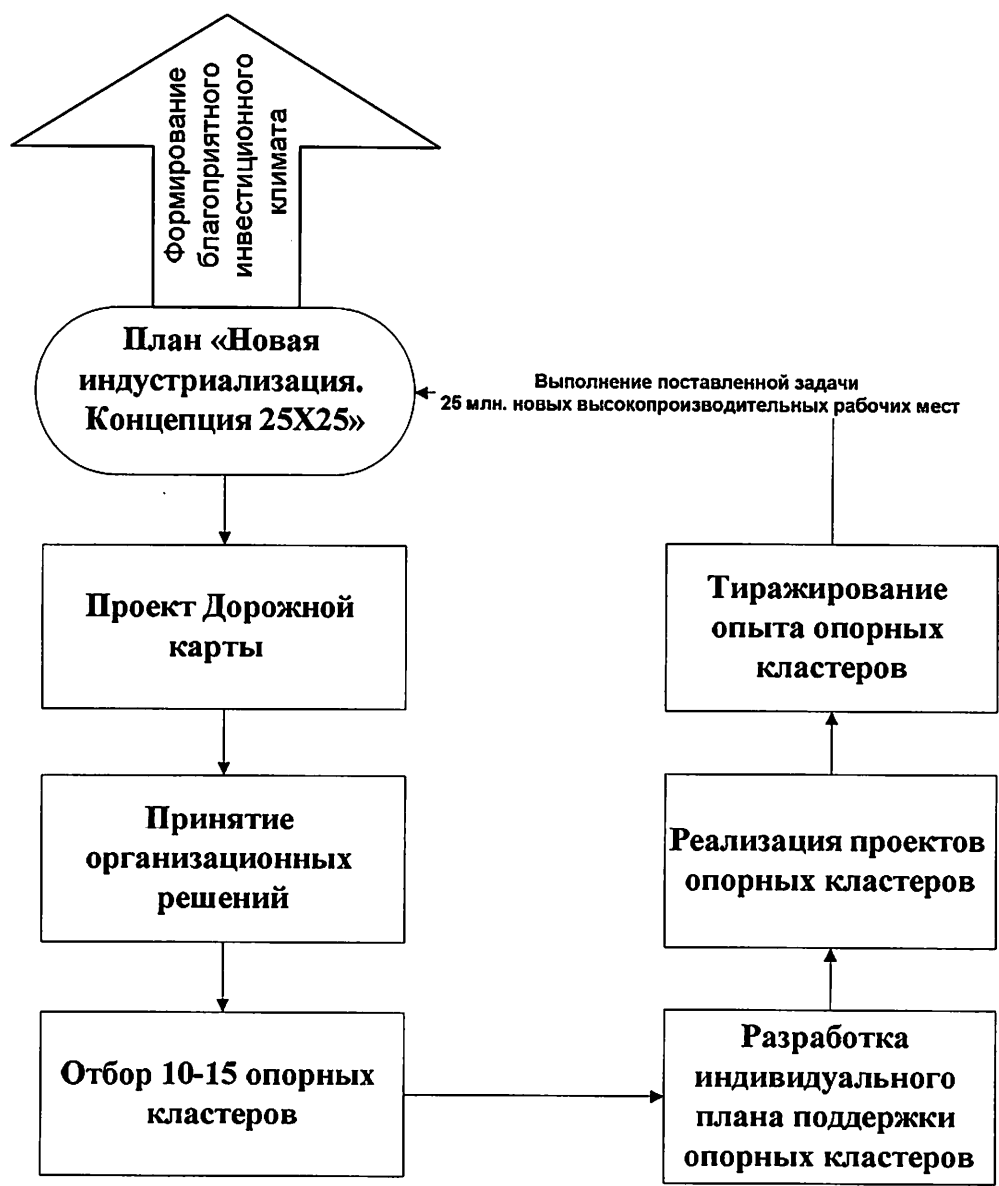 Формирование
благоприятного
инвестиционного
климата
План «Новая
индустриализация.
Концепция 25Х25»
Выполнение поставленной задачи
25 млн. новых высокопроизводительных рабочих мест
Проект Дорожной
карты
Принятие
организационных
решений
Отбор 10-15 опорных
кластеров
Разработка
индивидуального
плана поддержки
опорных кластеров
Реализация проектов
опорных кластеров
Тиражирование
опыта опорных
кластеров